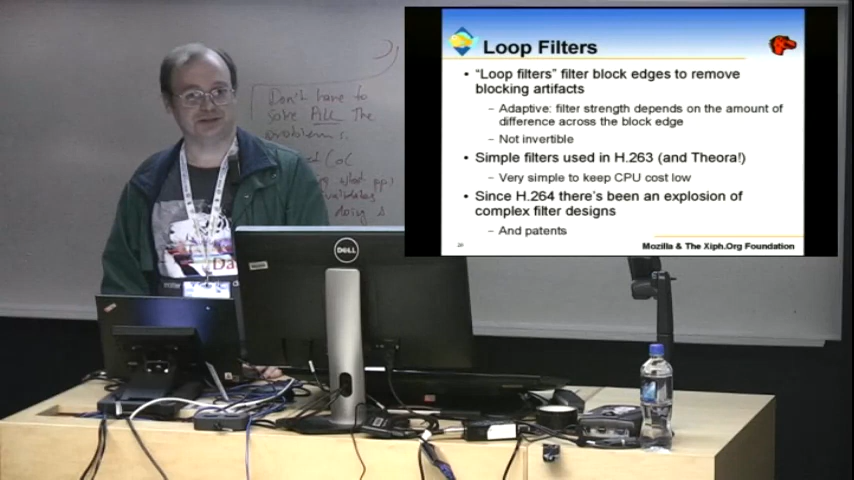 Loop Filters
• "Loop filters" filter block edges to remove
blocking artifacts
– Adaptive: filter strength depends on the amount of
difference across the block edge
– Not invertible
• Simple filters used in H.263 (and Theora!)
– Very simple to keep CPU cost low
• Since H.264 there's been an explosion of
complex filter designs
– And patents
Mozilla & The Xiph.Org Foundation
Don't have to
solve ALL the
problems.
CoC
doing s
DELL
Da